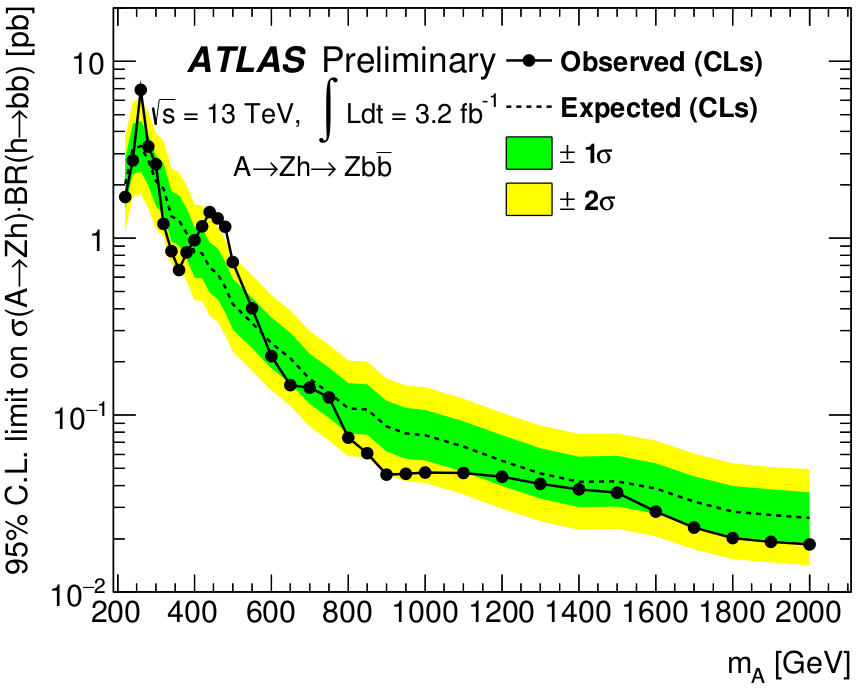 95% C.L. limit on σ(A→Zh)·BR(h→bb) [pb]
ATLAS Preliminary
√s = 13 TeV, ∫ Ldt = 3.2 fb⁻¹
A→Zh→ Zbb̅
Observed (CLs)
Expected (CLs)
± 1σ
± 2σ
10
1
10⁻¹
10⁻²
200 400 600 800 1000 1200 1400 1600 1800 2000
m_A [GeV]